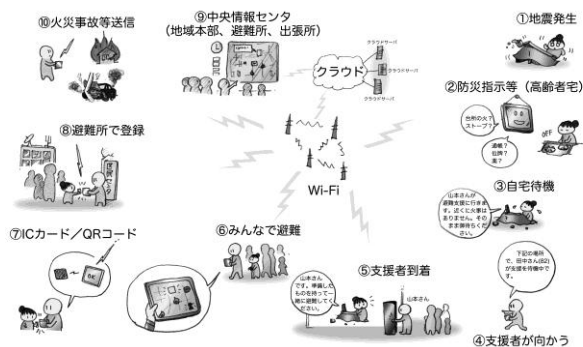 ⑩火災事故等送信
⑨中央情報センタ
(地域本部、避難所、出張所)
クラウド
クラウドサーバ
クラウドサーバ
クラウドサーバ
①地震発生
②防災指示等(高齢者宅)
台所の火?
ストーブ?
通帳?
位牌?
薬?
OFF
⑧避難所で登録
Wi-Fi
③自宅待機
山本さんが
避難支援に行きま
す。近くに火事は
ありません。その
まま御待ちくだ
さい。
⑦ICカード/QRコード
OK
⑥みんなで避難
⑤支援者到着
山本さん
です。準備した
ものを持って一
緒に避難してく
ださい。
山本さん
下記の場所
で、田中さん(82)
が支援を待機中で
す。
④支援者が向かう